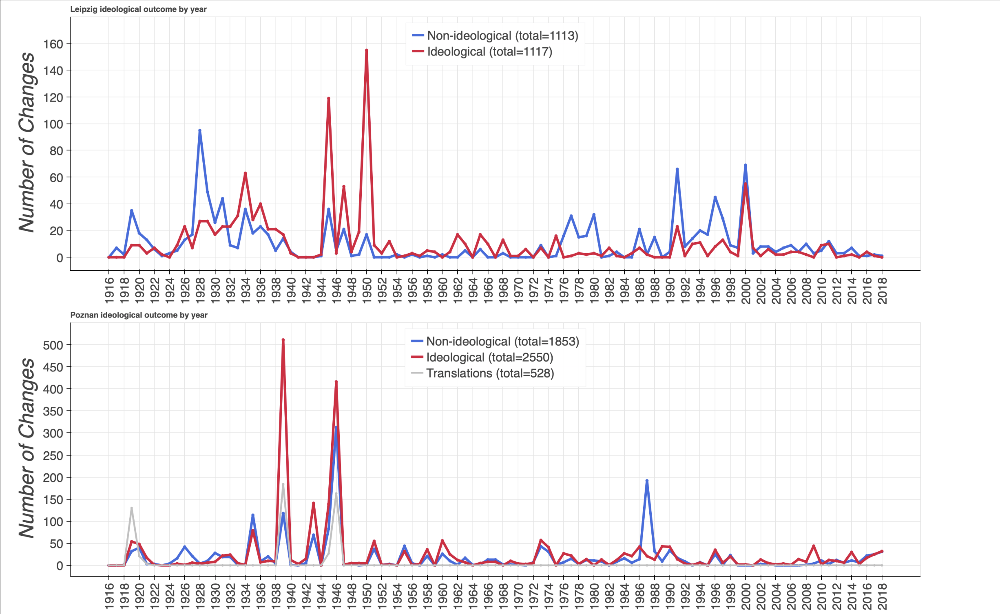 Leipzig ideological outcome by year
Number of Changes
160
140
120
100
80
60
40
20
0
Non-ideological (total=1113)
Ideological (total=1117)
1916 1918 1920 1922 1924 1926 1928 1930 1932 1934 1936 1938 1940 1942 1944 1946 1948 1950 1952 1954 1956 1958 1960 1962 1964 1966 1968 1970 1972 1974 1976 1978 1980 1982 1984 1986 1988 1990 1992 1994 1996 1998 2000 2002 2004 2006 2008 2010 2012 2014 2016 2018
Poznan ideological outcome by year
Number of Changes
500
450
400
350
300
250
200
150
100
50
0
Non-ideological (total=1853)
Ideological (total=2550)
Translations (total=528)
1916 1918 1920 1922 1924 1926 1928 1930 1932 1934 1936 1938 1940 1942 1944 1946 1948 1950 1952 1954 1956 1958 1960 1962 1964 1966 1968 1970 1972 1974 1976 1978 1980 1982 1984 1986 1988 1990 1992 1994 1996 1998 2000 2002 2004 2006 2008 2010 2012 2014 2016 2018